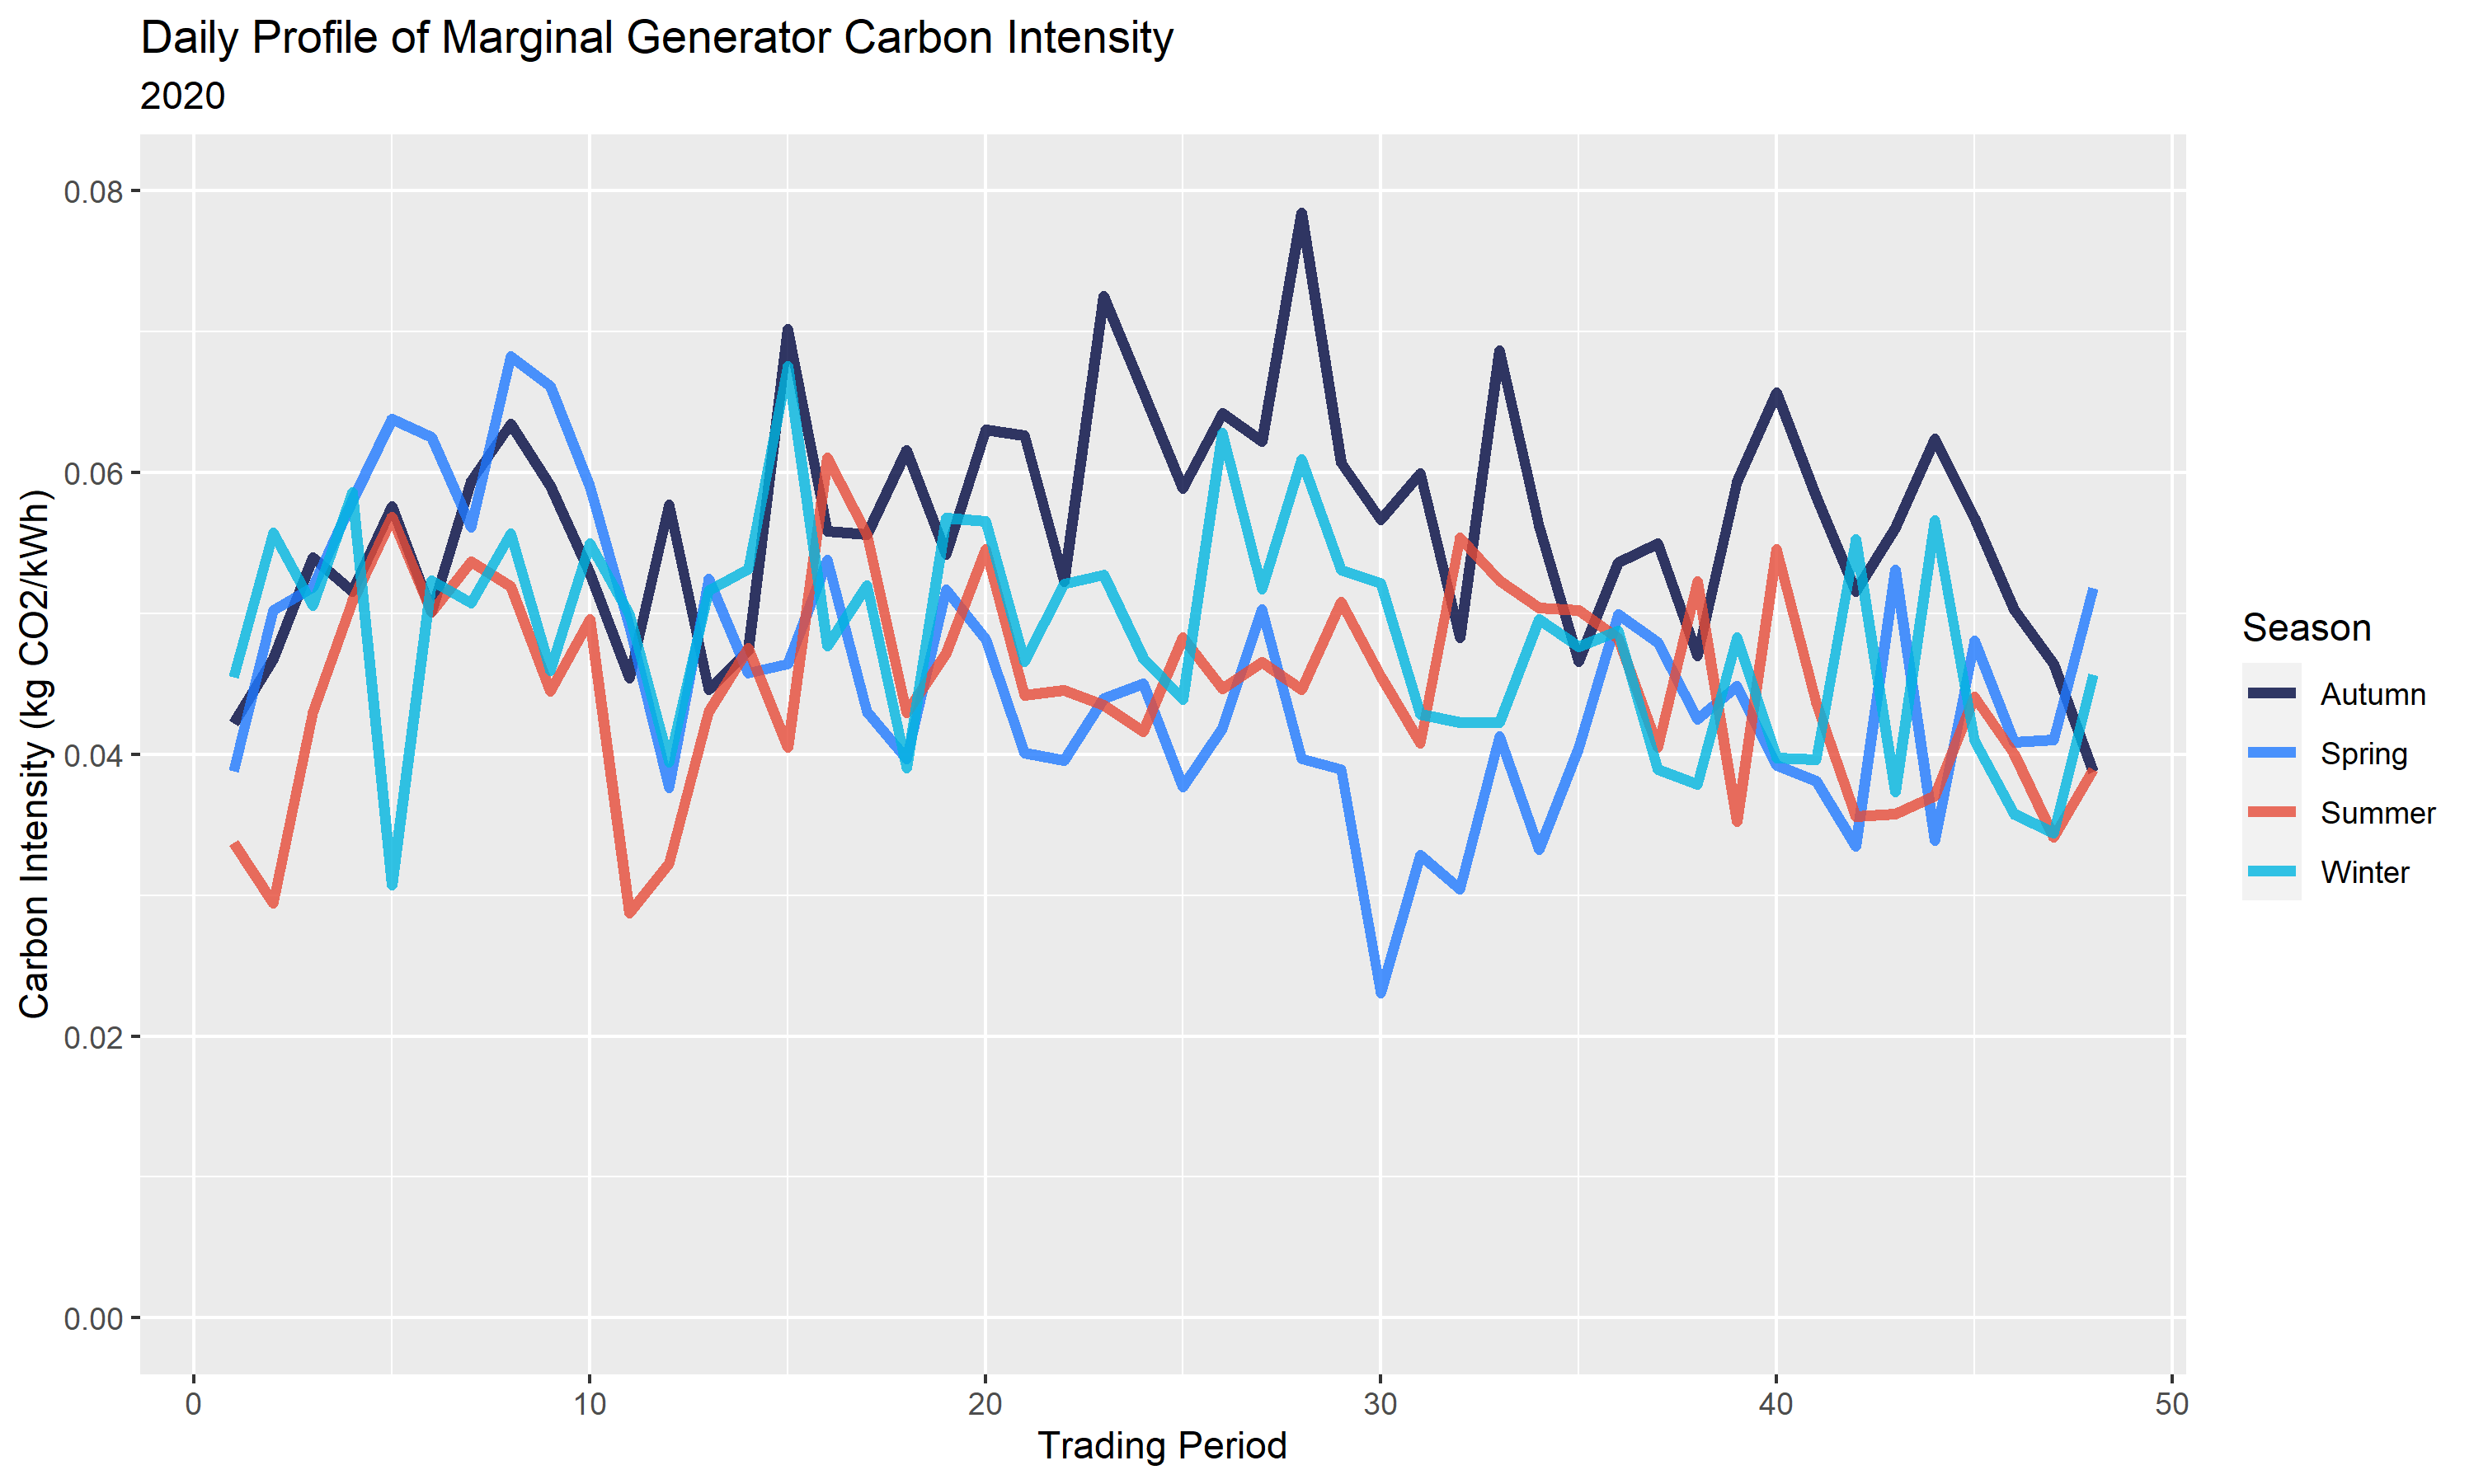 Daily Profile of Marginal Generator Carbon Intensity
2020
Carbon Intensity (kg CO2/kWh)
0.08
0.06
0.04
0.02
0.00
0
10
20
30
40
50
Trading Period
Season
Autumn
Spring
Summer
Winter